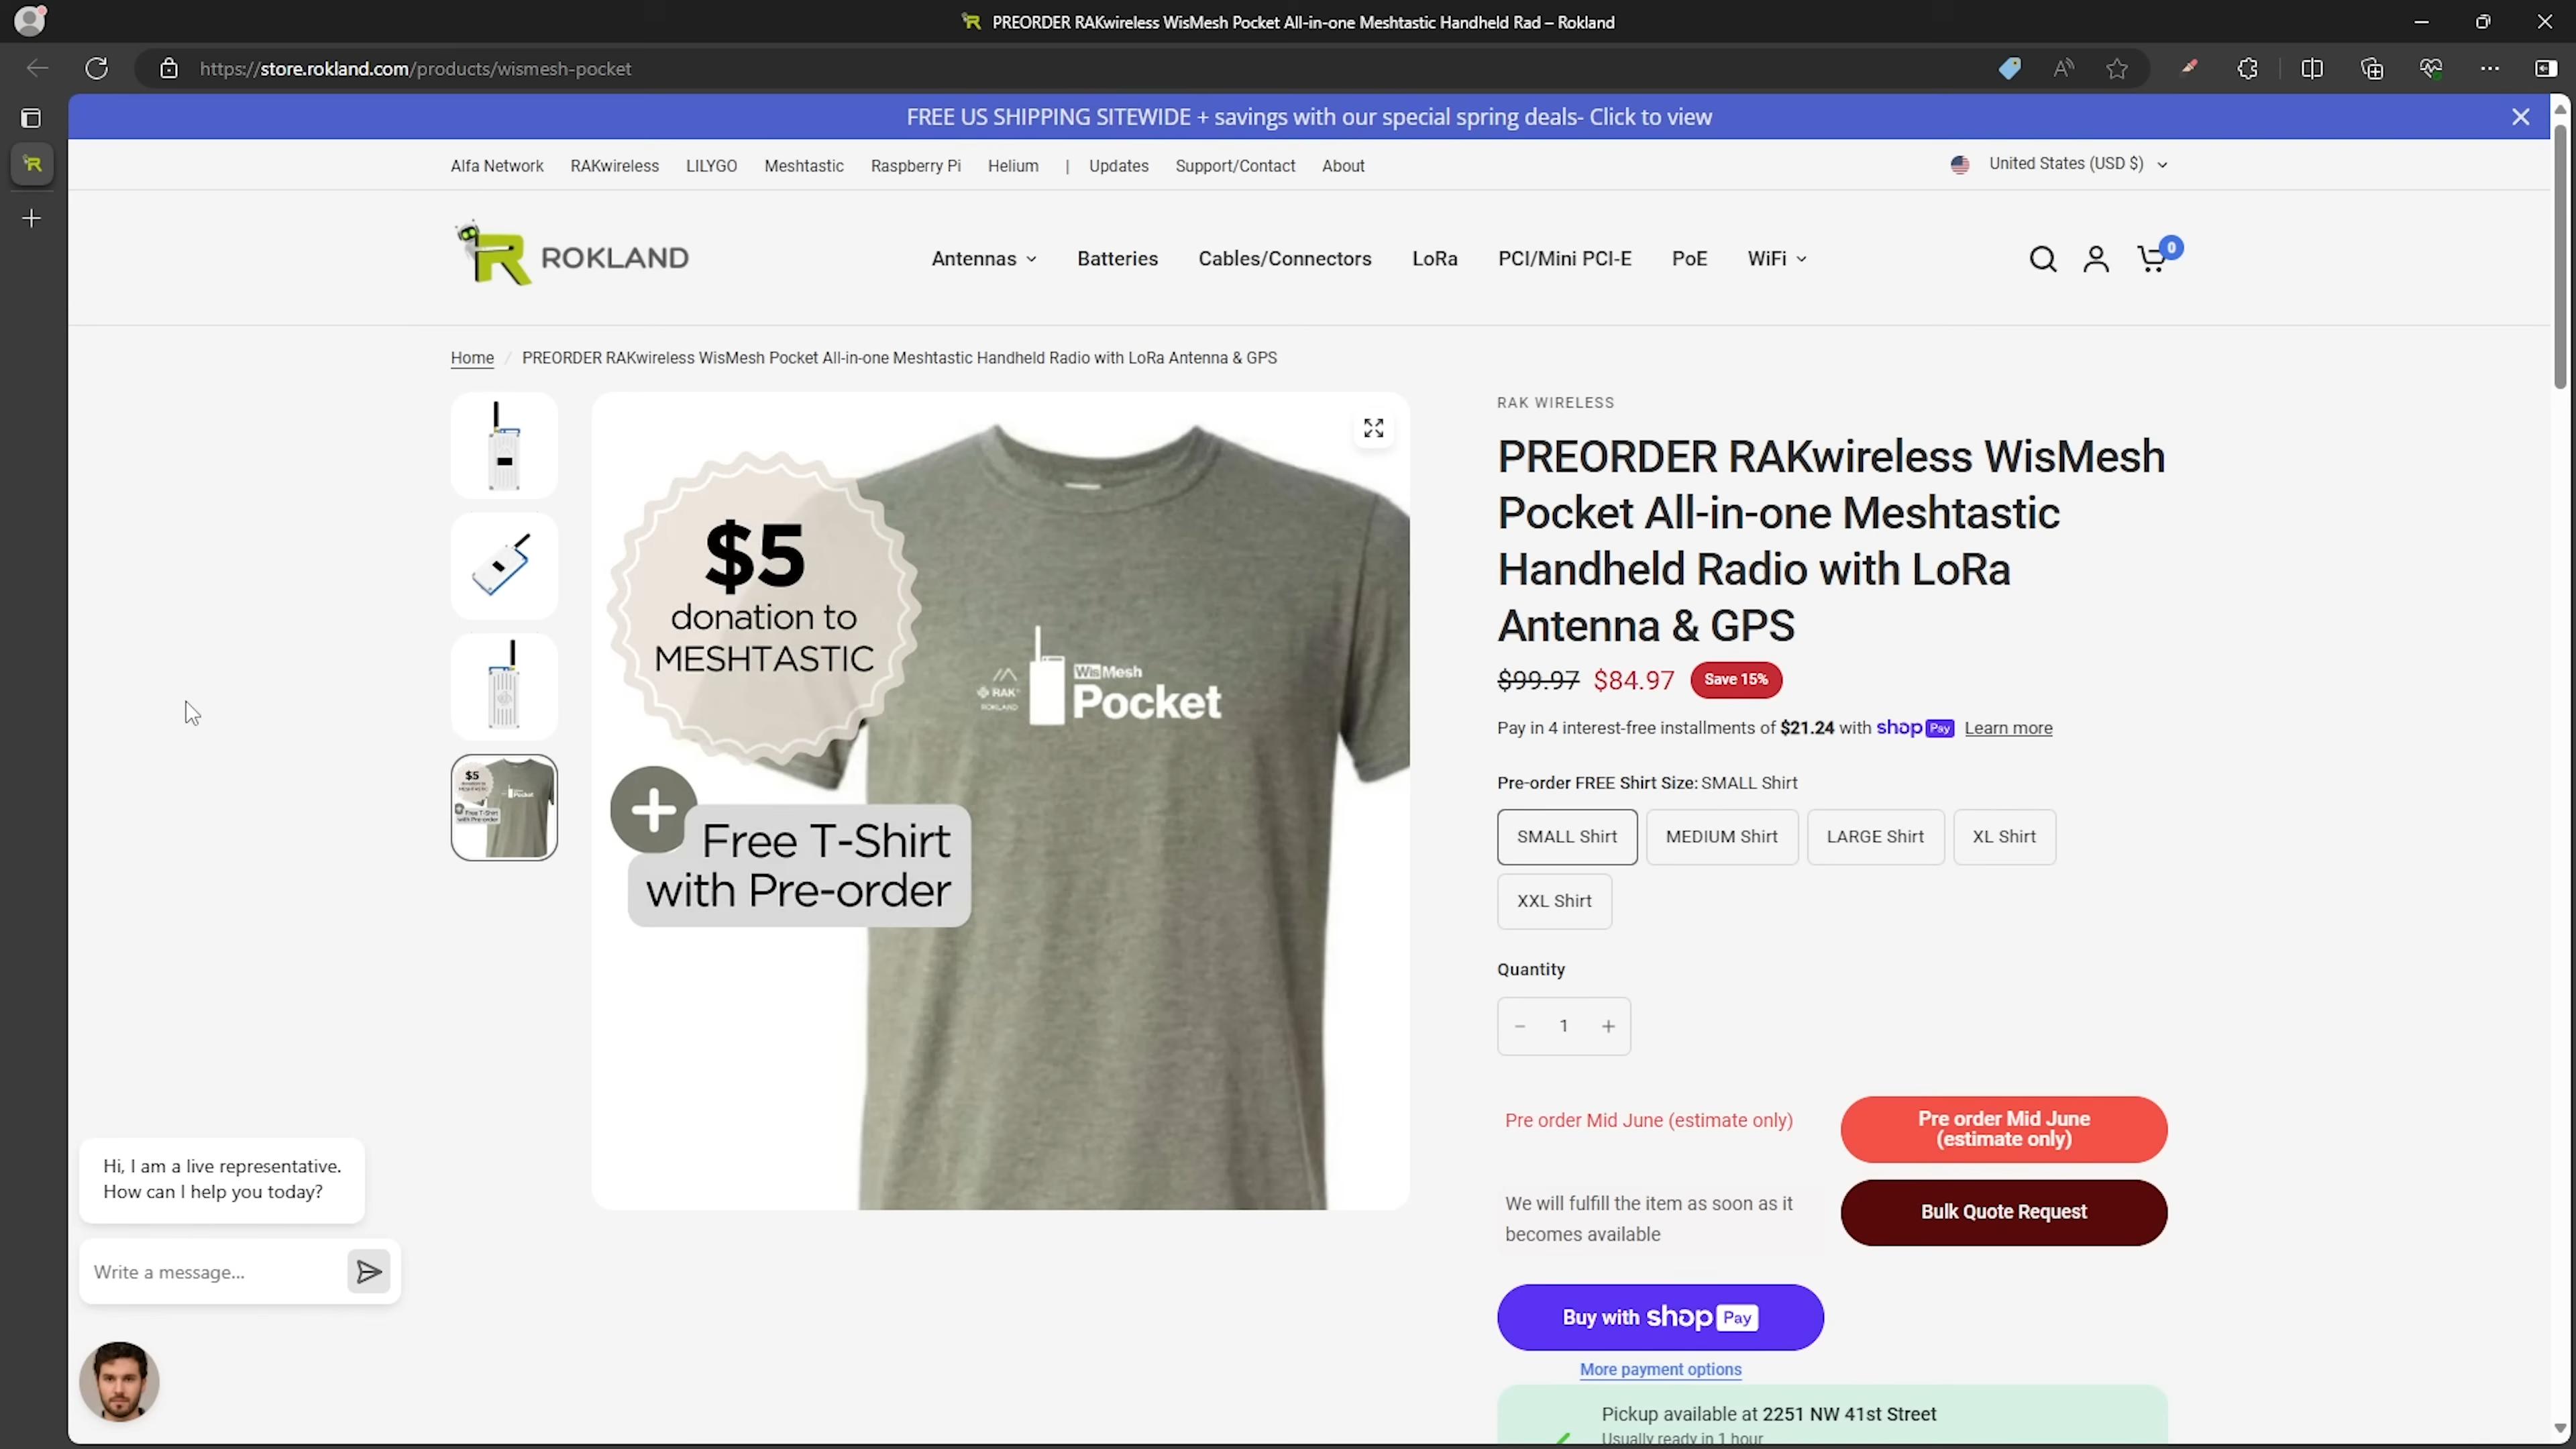 PREORDER RAKwireless WisMesh Pocket All-in-one Meshtastic Handheld Rad – Rokland
https://store.rokland.com/products/wismesh-pocket
FREE US SHIPPING SITEWIDE + savings with our special spring deals- Click to view
Alfa Network RAKwireless LILYGO Meshtastic Raspberry Pi Helium | Updates Support/Contact About
United States (USD $)
ROKLAND
Antennas Batteries Cables/Connectors LoRa PCI/Mini PCI-E PoE WiFi
0
Home / PREORDER RAKwireless WisMesh Pocket All-in-one Meshtastic Handheld Radio with LoRa Antenna & GPS
$5
donation to
MESHTASTIC
RAK
ROKLAND
WisMesh
Pocket
+
Free T-Shirt
with Pre-order
$5
Pocket
Free T-Shirt
with Pre-order
RAK WIRELESS
PREORDER RAKwireless WisMesh
Pocket All-in-one Meshtastic
Handheld Radio with LoRa
Antenna & GPS
$99.97 $84.97 Save 15%
Pay in 4 interest-free installments of $21.24 with shop Pay Learn more
Pre-order FREE Shirt Size: SMALL Shirt
SMALL Shirt MEDIUM Shirt LARGE Shirt XL Shirt
XXL Shirt
Quantity
− 1 +
Pre order Mid June (estimate only)
Pre order Mid June
(estimate only)
We will fulfill the item as soon as it
becomes available
Bulk Quote Request
Buy with shop Pay
More payment options
Pickup available at 2251 NW 41st Street
Usually ready in 1 hour
Hi, I am a live representative.
How can I help you today?
Write a message...